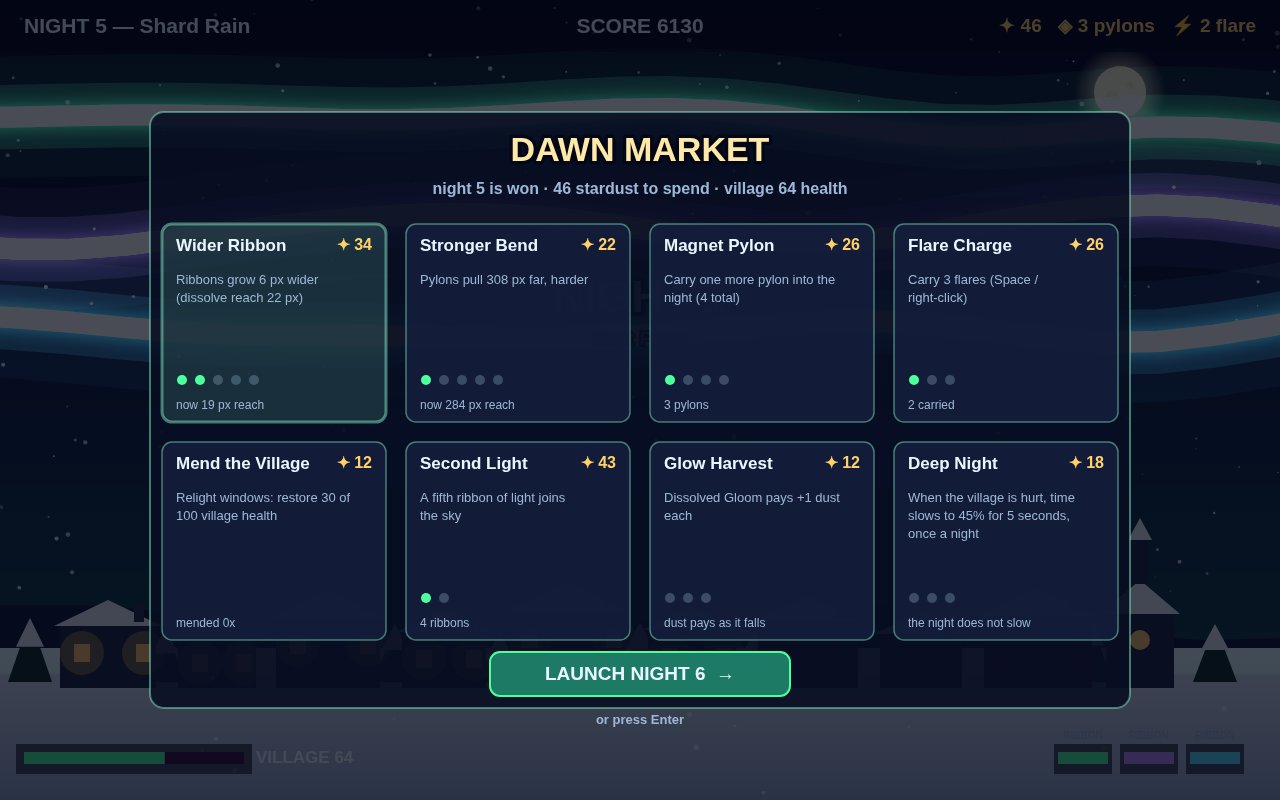 NIGHT 5 — Shard Rain
SCORE 6130
✦ 46 ◈ 3 pylons ⚡ 2 flare
DAWN MARKET
night 5 is won · 46 stardust to spend · village 64 health
Wider Ribbon ✦ 34
Ribbons grow 6 px wider
(dissolve reach 22 px)
now 19 px reach
Stronger Bend ✦ 22
Pylons pull 308 px far, harder
now 284 px reach
Magnet Pylon ✦ 26
Carry one more pylon into the
night (4 total)
3 pylons
Flare Charge ✦ 26
Carry 3 flares (Space /
right-click)
2 carried
Mend the Village ✦ 12
Relight windows: restore 30 of
100 village health
mended 0x
Second Light ✦ 43
A fifth ribbon of light joins
the sky
4 ribbons
Glow Harvest ✦ 12
Dissolved Gloom pays +1 dust
each
dust pays as it falls
Deep Night ✦ 18
When the village is hurt, time
slows to 45% for 5 seconds,
once a night
the night does not slow
LAUNCH NIGHT 6 →
or press Enter
VILLAGE 64